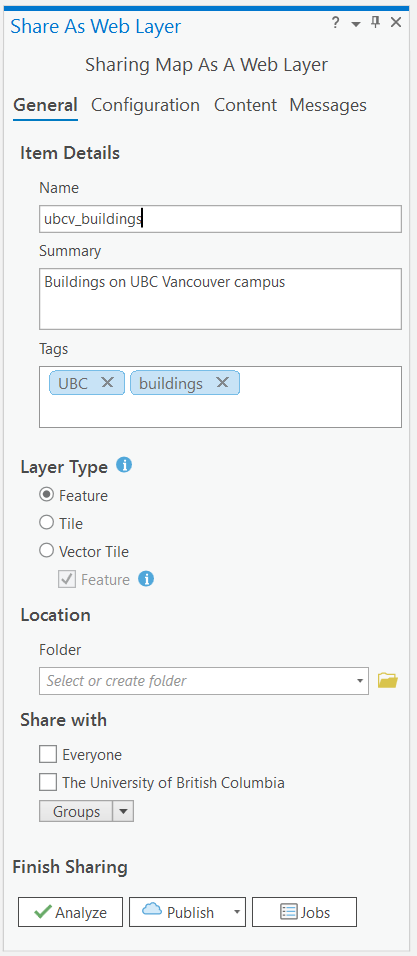 Share As Web Layer ?
Sharing Map As A Web Layer
General Configuration Content Messages
Item Details
Name
ubcv_buildings
Summary
Buildings on UBC Vancouver campus
Tags
UBC buildings
Layer Type
Feature
Tile
Vector Tile
Feature
Location
Folder
Select or create folder
Share with
Everyone
The University of British Columbia
Groups
Finish Sharing
Analyze Publish Jobs